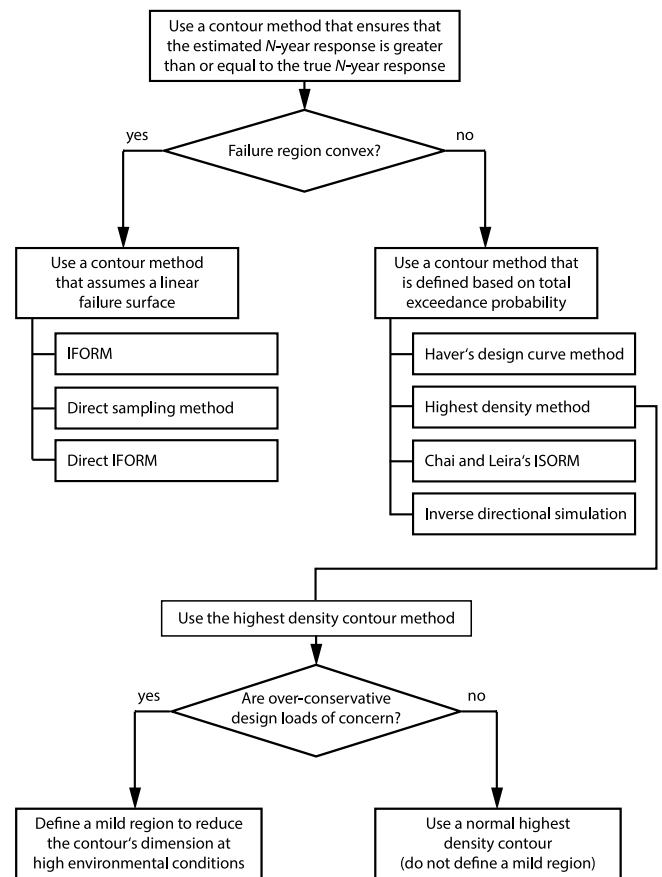 Use a contour method that ensures that
the estimated N-year response is greater
than or equal to the true N-year response
yes
no
Failure region convex?
Use a contour method
that assumes a linear
failure surface
IFORM
Direct sampling method
Direct IFORM
Use a contour method that
is defined based on total
exceedance probability
Haver's design curve method
Highest density method
Chai and Leira's ISORM
Inverse directional simulation
Use the highest density contour method
yes
no
Are over-conservative
design loads of concern?
Define a mild region to reduce
the contour's dimension at
high environmental conditions
Use a normal highest
density contour
(do not define a mild region)